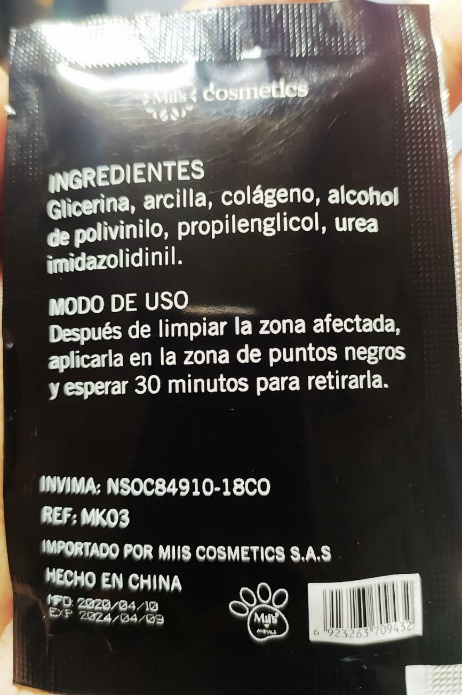 Miis cosmetics
INGREDIENTES
Glicerina, arcilla, colágeno, alcohol
de polivinilo, propilenglicol, urea
imidazolidinil.
MODO DE USO
Después de limpiar la zona afectada,
aplicarla en la zona de puntos negros
y esperar 30 minutos para retirarla.
INVIMA: NSOC84910-18CO
REF: MK03
IMPORTADO POR MIIS COSMETICS S.A.S
HECHO EN CHINA
MFD: 2020/04/10
EXP 2024/04/09
Miis
6 923263 709432